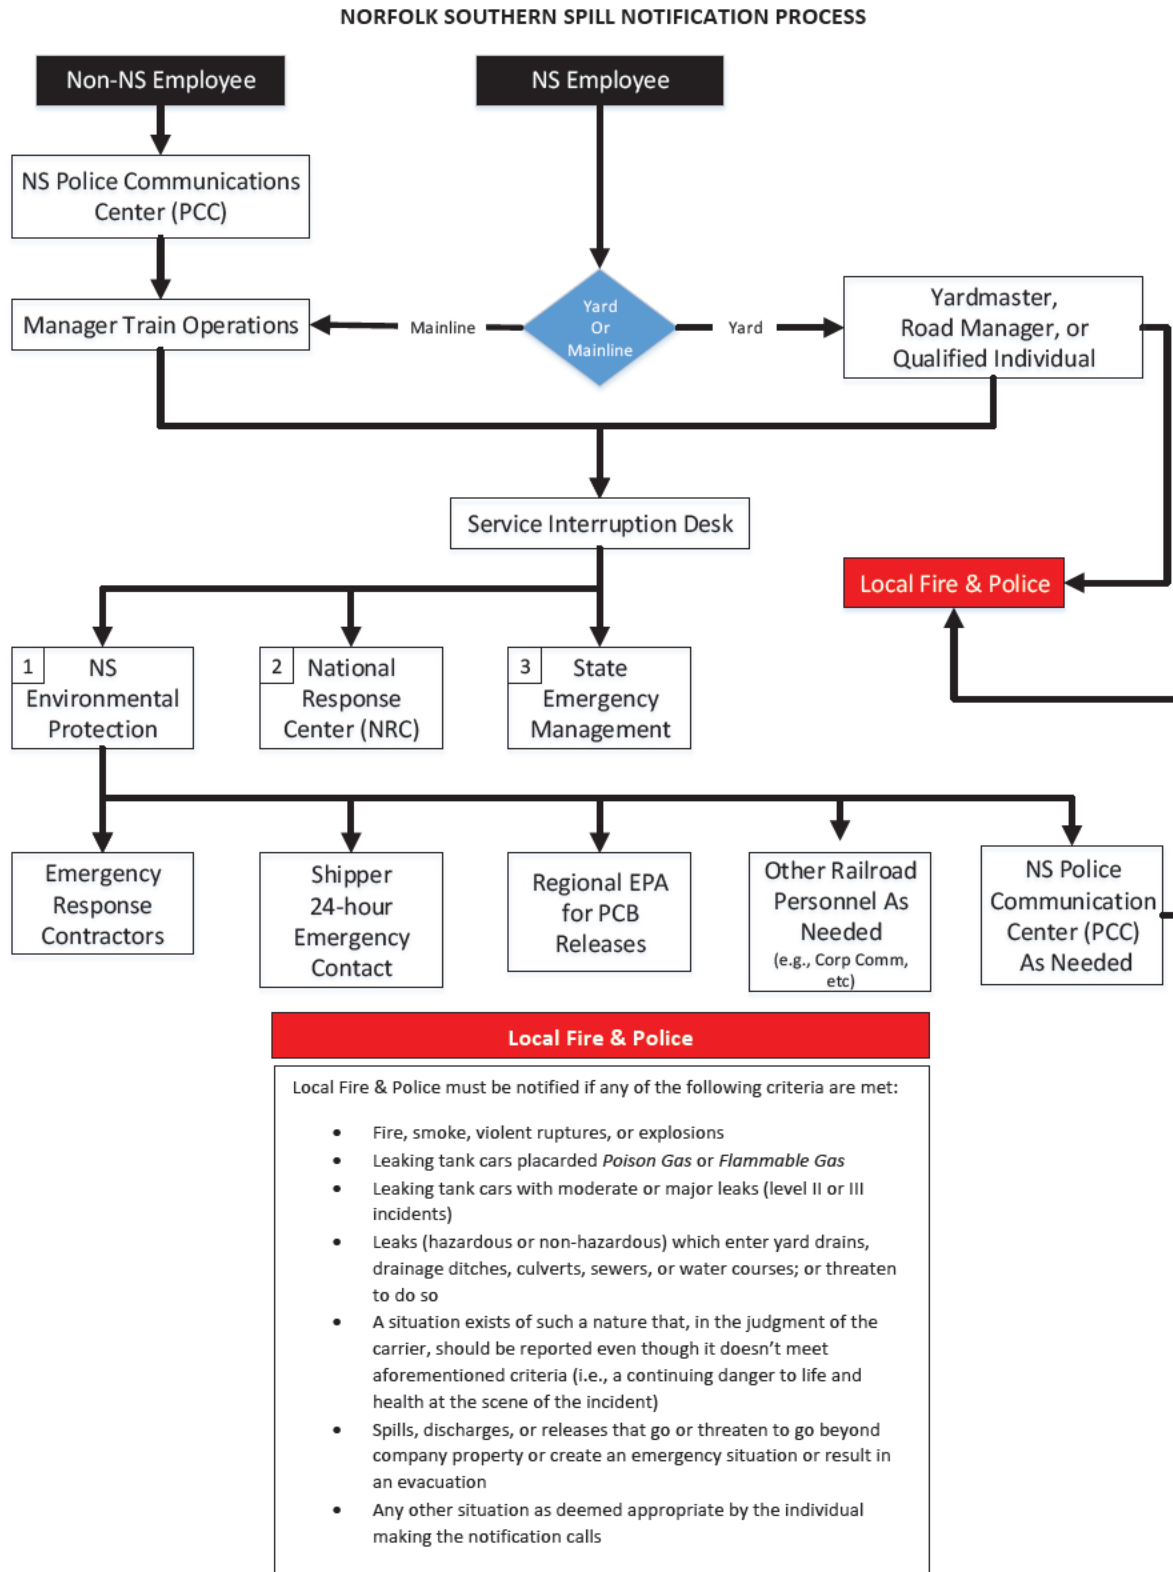 NORFOLK SOUTHERN SPILL NOTIFICATION PROCESS
Non-NS Employee
NS Employee
NS Police Communications
Center (PCC)
Manager Train Operations
Mainline
Yard
Or
Mainline
Yard
Yardmaster,
Road Manager, or
Qualified Individual
Service Interruption Desk
Local Fire & Police
1
NS
Environmental
Protection
2
National
Response
Center (NRC)
3
State
Emergency
Management
Emergency
Response
Contractors
Shipper
24-hour
Emergency
Contact
Regional EPA
for PCB
Releases
Other Railroad
Personnel As
Needed
(e.g., Corp Comm,
etc)
NS Police
Communication
Center (PCC)
As Needed
Local Fire & Police
Local Fire & Police must be notified if any of the following criteria are met:
• Fire, smoke, violent ruptures, or explosions
• Leaking tank cars placarded Poison Gas or Flammable Gas
• Leaking tank cars with moderate or major leaks (level II or III
incidents)
• Leaks (hazardous or non-hazardous) which enter yard drains,
drainage ditches, culverts, sewers, or water courses; or threaten
to do so
• A situation exists of such a nature that, in the judgment of the
carrier, should be reported even though it doesn't meet
aforementioned criteria (i.e., a continuing danger to life and
health at the scene of the incident)
• Spills, discharges, or releases that go or threaten to go beyond
company property or create an emergency situation or result in
an evacuation
• Any other situation as deemed appropriate by the individual
making the notification calls